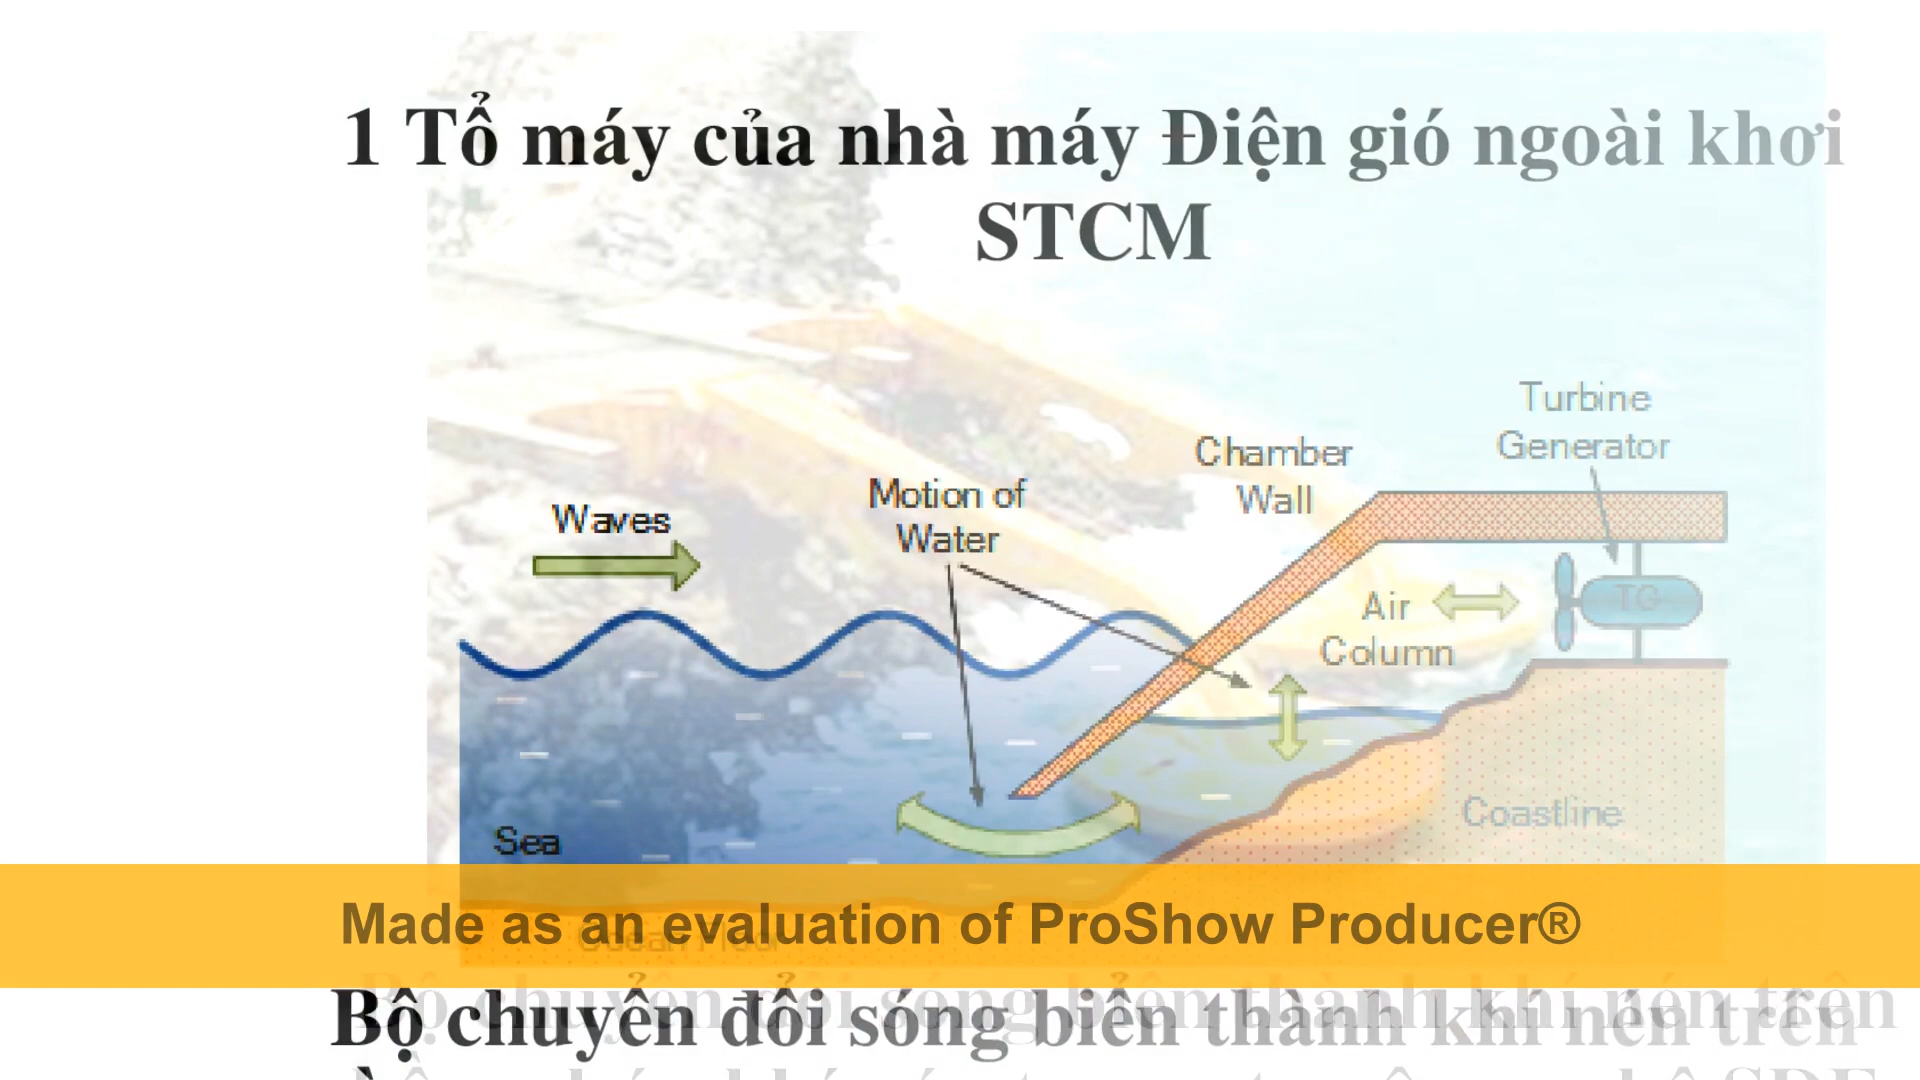 1 Tổ máy của nhà máy Điện gió ngoài khơi
STCM
Turbine
Generator
Chamber
Wall
Motion of
Water
Waves
Air
Column
TG
Coastline
Sea
Ocean Floor
Made as an evaluation of ProShow Producer®
Bộ chuyển đổi sóng biển thành khí nén trên